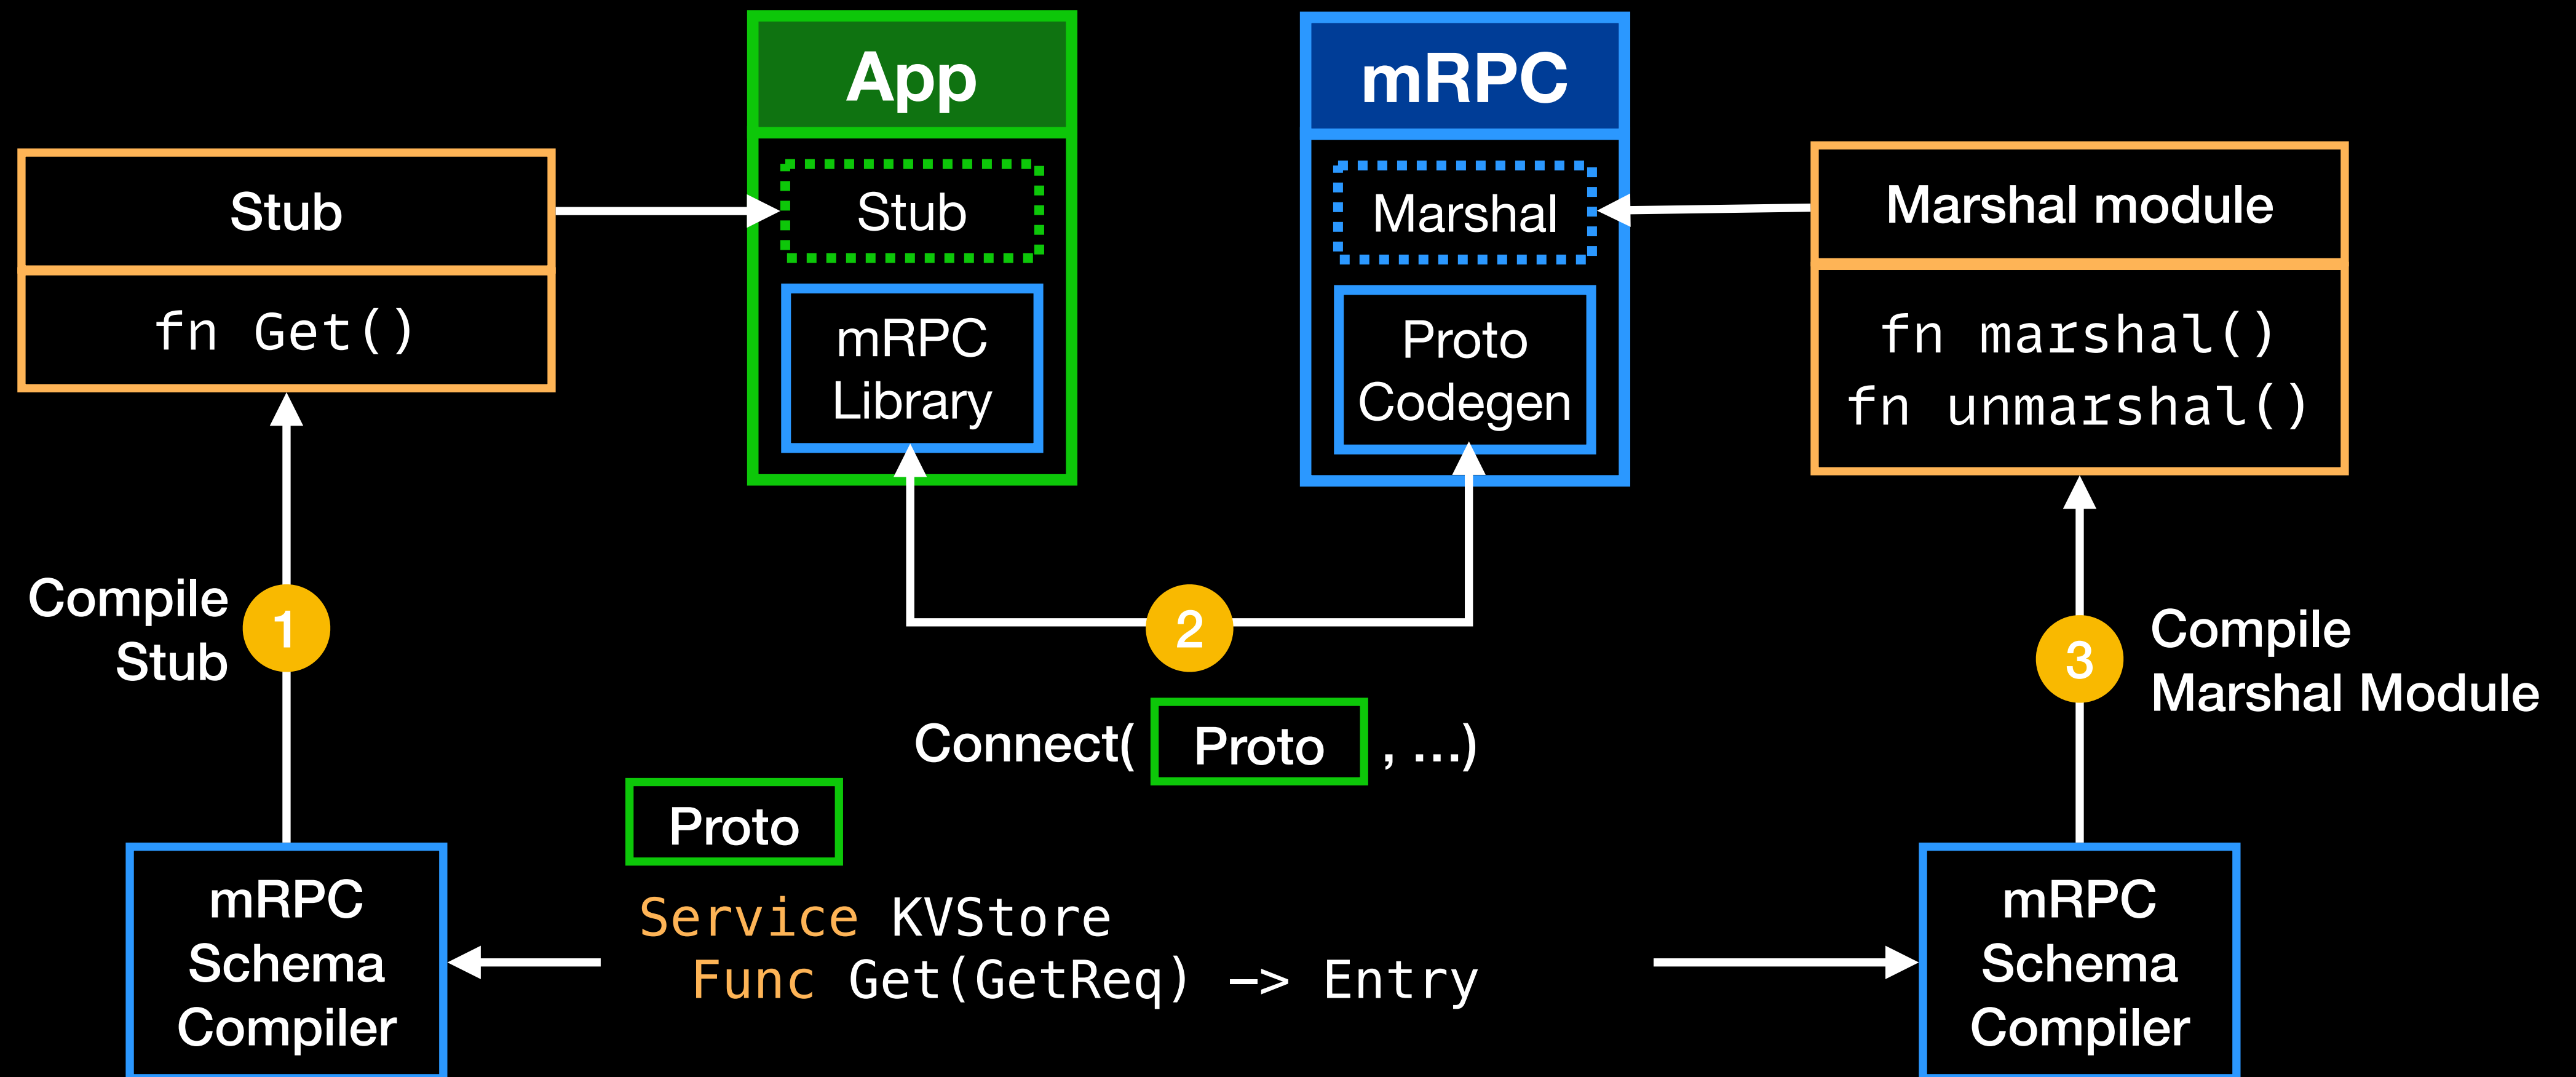 App
mRPC
Stub
fn Get()
Stub
mRPC
Library
Marshal
Proto
Codegen
Marshal module
fn marshal()
fn unmarshal()
Compile
Stub
1
2
3
Compile
Marshal Module
Connect( Proto , ...)
Proto
Service KVStore
Func Get(GetReq) –> Entry
mRPC
Schema
Compiler
mRPC
Schema
Compiler